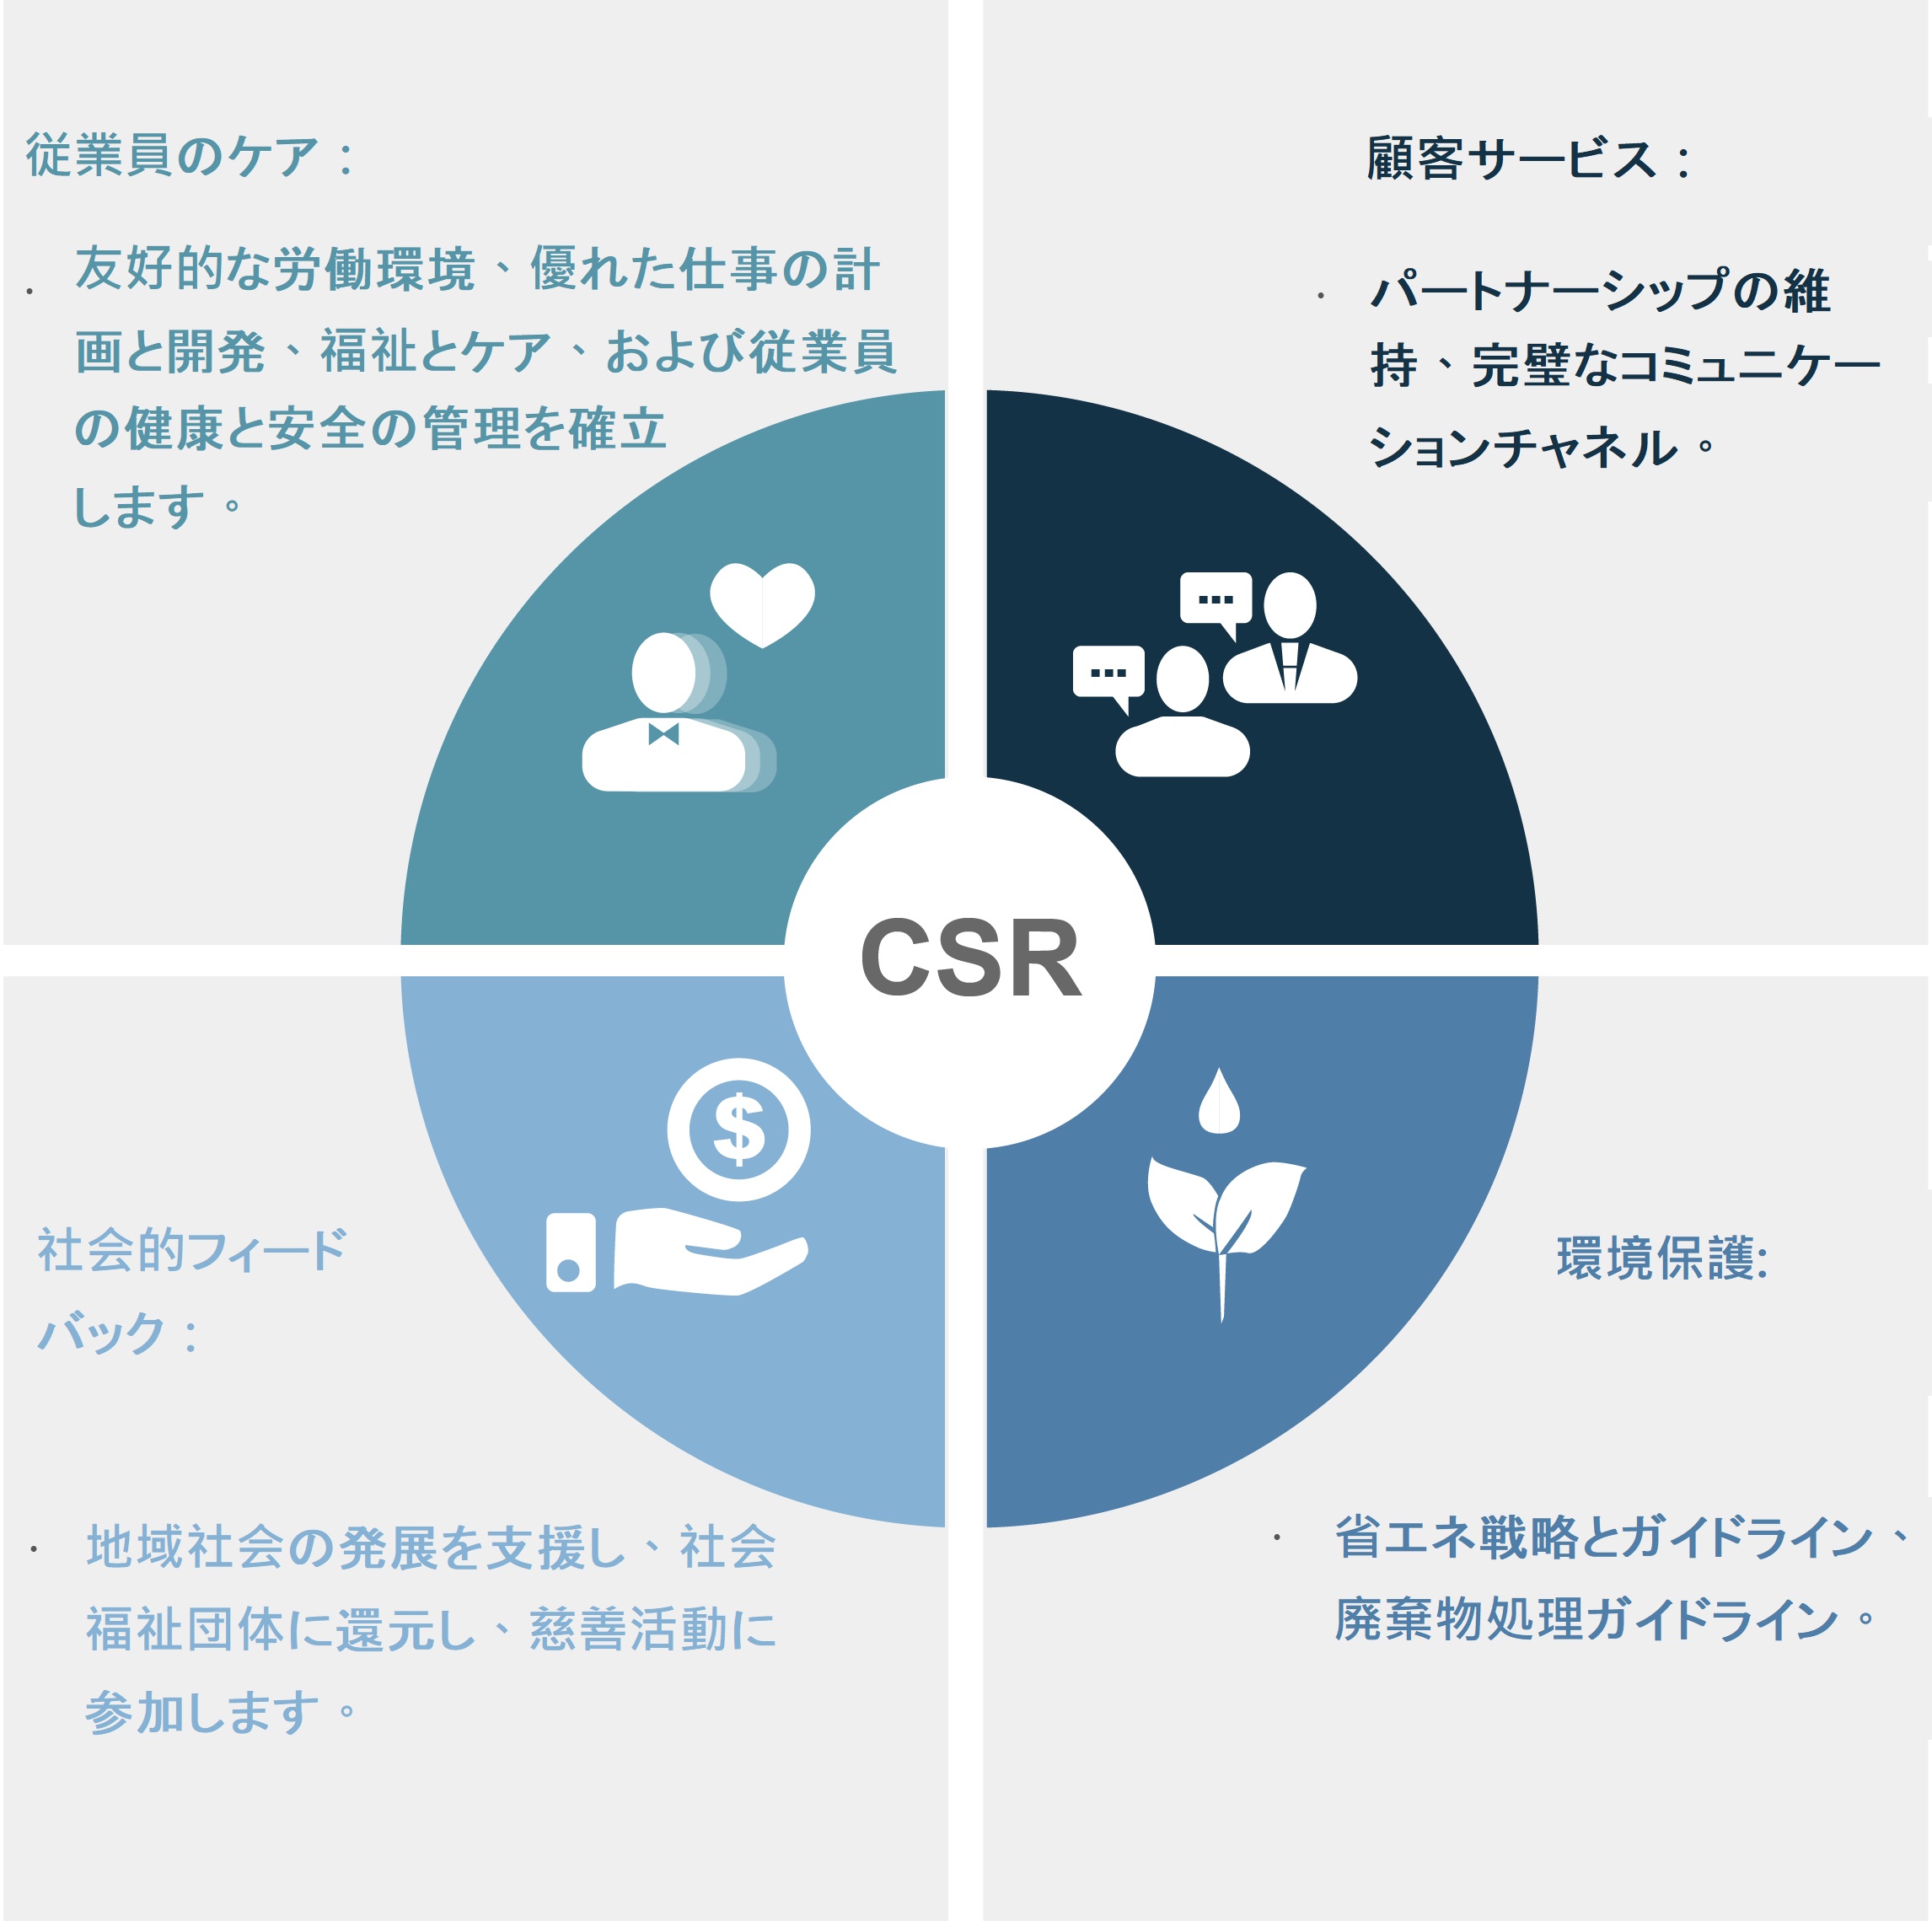 従業員のケア：
· 友好的な労働環境、優れた仕事の計
画と開発、福祉とケア、および従業員
の健康と安全の管理を確立
します。
顧客サービス：
· パートナーシップの維
持、完璧なコミュニケー
ションチャネル。
CSR
$
社会的フィード
バック：
· 地域社会の発展を支援し、社会
福祉団体に還元し、慈善活動に
参加します。
環境保護:
· 省エネ戦略とガイドライン、
廃棄物処理ガイドライン。